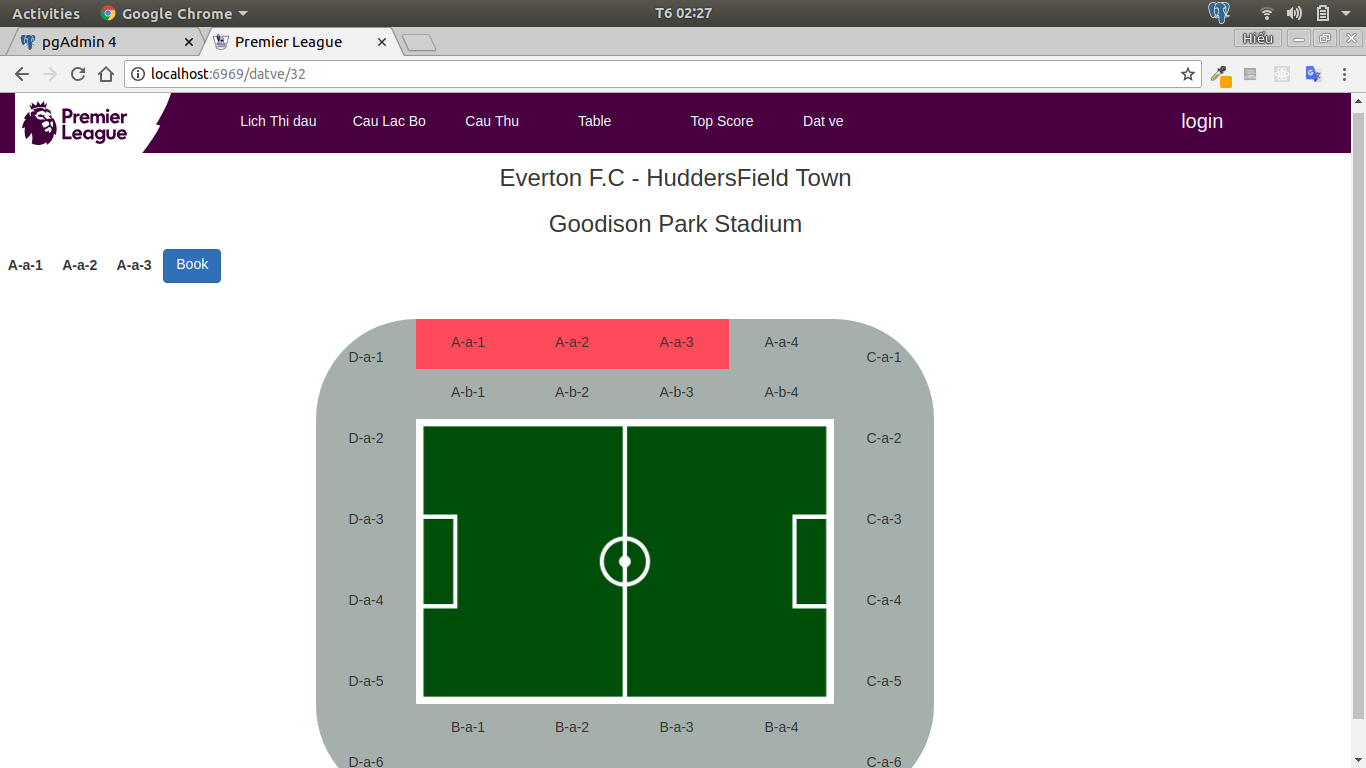 Activities Google Chrome T6 02:27
pgAdmin 4 Premier League Hiếu
localhost:6969/datve/32
Premier League Lich Thi dau Cau Lac Bo Cau Thu Table Top Score Dat ve login
Everton F.C - HuddersField Town
Goodison Park Stadium
A-a-1 A-a-2 A-a-3 Book
A-a-1 A-a-2 A-a-3 A-a-4
D-a-1 C-a-1
A-b-1 A-b-2 A-b-3 A-b-4
D-a-2 C-a-2
D-a-3 C-a-3
D-a-4 C-a-4
D-a-5 C-a-5
B-a-1 B-a-2 B-a-3 B-a-4
D-a-6 C-a-6